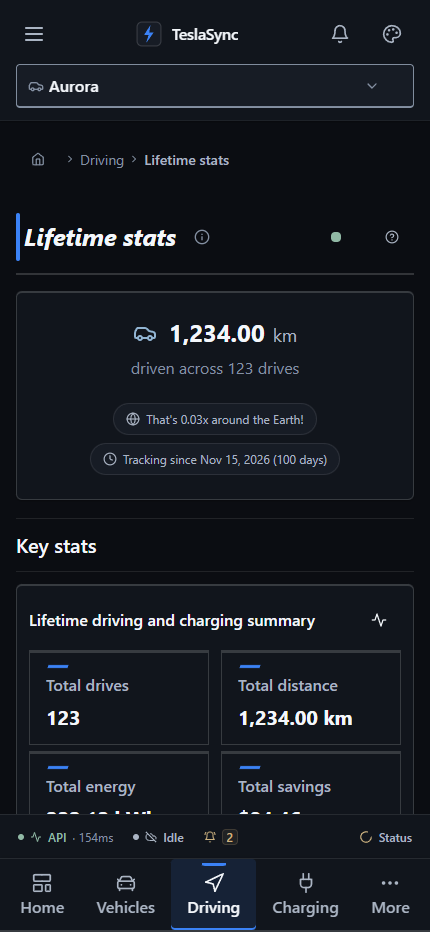 TeslaSync
Aurora
Driving
Lifetime stats
Lifetime stats
1,234.00 km
driven across 123 drives
That's 0.03x around the Earth!
Tracking since Nov 15, 2026 (100 days)
Key stats
Lifetime driving and charging summary
Total drives
123
Total distance
1,234.00 km
Total energy
Total savings
API · 154ms
Idle
2
Status
Home
Vehicles
Driving
Charging
More